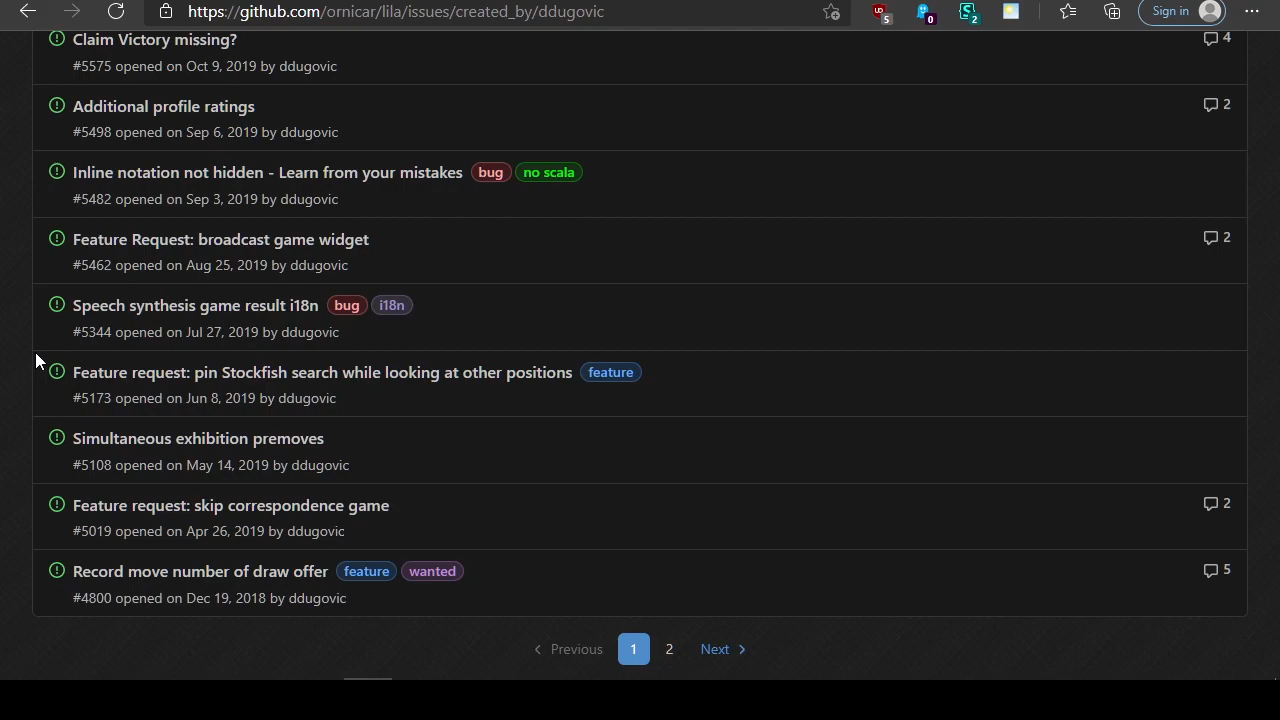 https://github.com/ornicar/lila/issues/created_by/ddugovic
5
0
2
Sign in
Claim Victory missing?
4
#5575 opened on Oct 9, 2019 by ddugovic
Additional profile ratings
2
#5498 opened on Sep 6, 2019 by ddugovic
Inline notation not hidden - Learn from your mistakes bug no scala
#5482 opened on Sep 3, 2019 by ddugovic
Feature Request: broadcast game widget
2
#5462 opened on Aug 25, 2019 by ddugovic
Speech synthesis game result i18n bug i18n
#5344 opened on Jul 27, 2019 by ddugovic
Feature request: pin Stockfish search while looking at other positions feature
#5173 opened on Jun 8, 2019 by ddugovic
Simultaneous exhibition premoves
#5108 opened on May 14, 2019 by ddugovic
Feature request: skip correspondence game
2
#5019 opened on Apr 26, 2019 by ddugovic
Record move number of draw offer feature wanted
5
#4800 opened on Dec 19, 2018 by ddugovic
Previous 1 2 Next